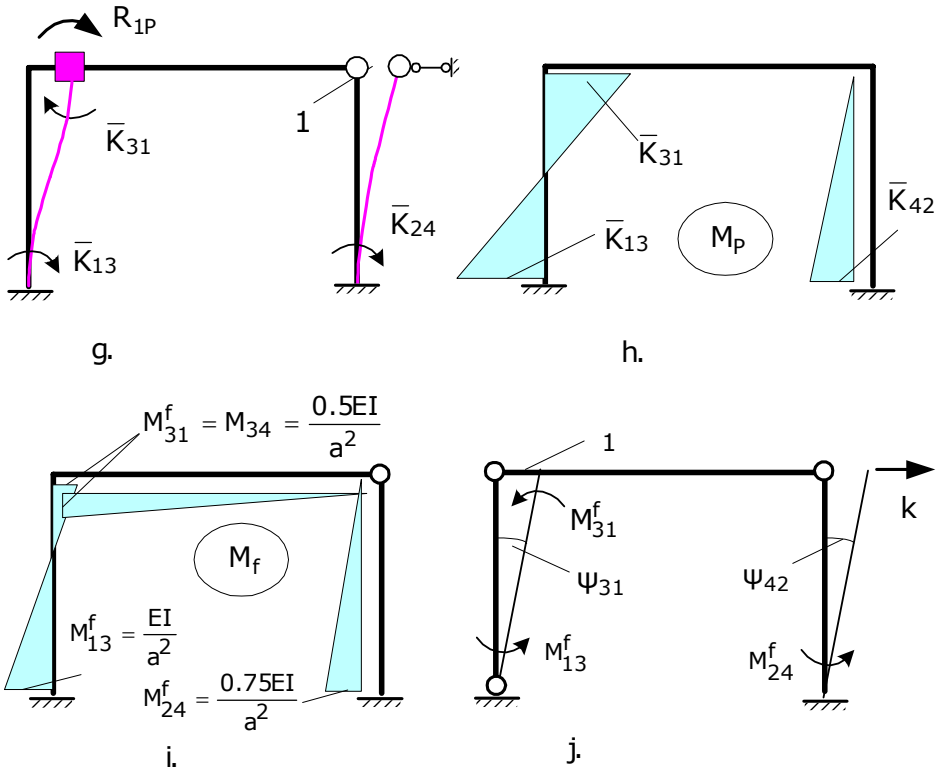 R1P
1
K̅31
K̅13
K̅24
g.
K̅31
K̅13
K̅42
MP
h.
M^f_31 = M34 = 0.5EI/a²
Mf
M^f_13 = EI/a²
M^f_24 = 0.75EI/a²
i.
1
k
M^f_31
Ψ31
Ψ42
M^f_13
M^f_24
j.